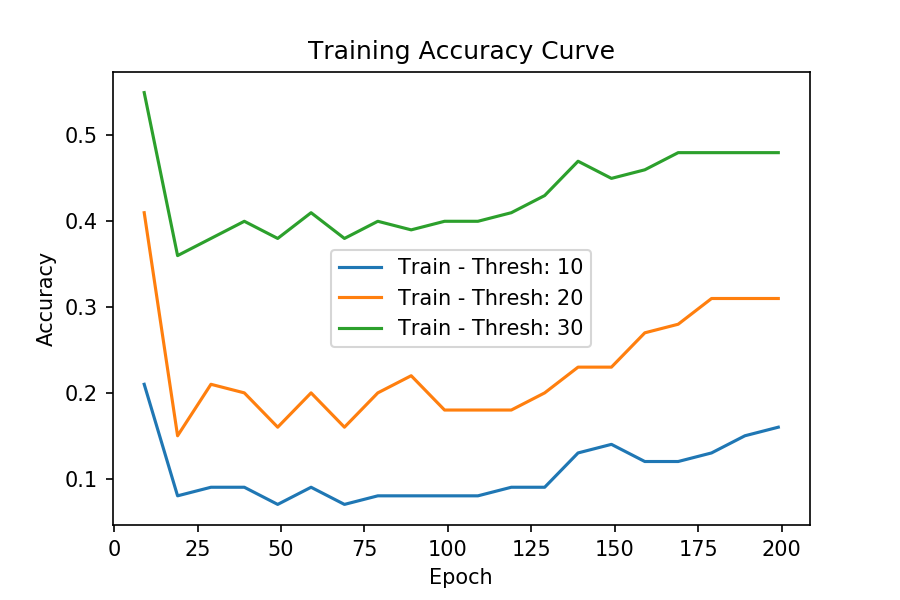 Training Accuracy Curve
Accuracy
0.5
0.4
0.3
0.2
0.1
Train - Thresh: 10
Train - Thresh: 20
Train - Thresh: 30
0 25 50 75 100 125 150 175 200
Epoch